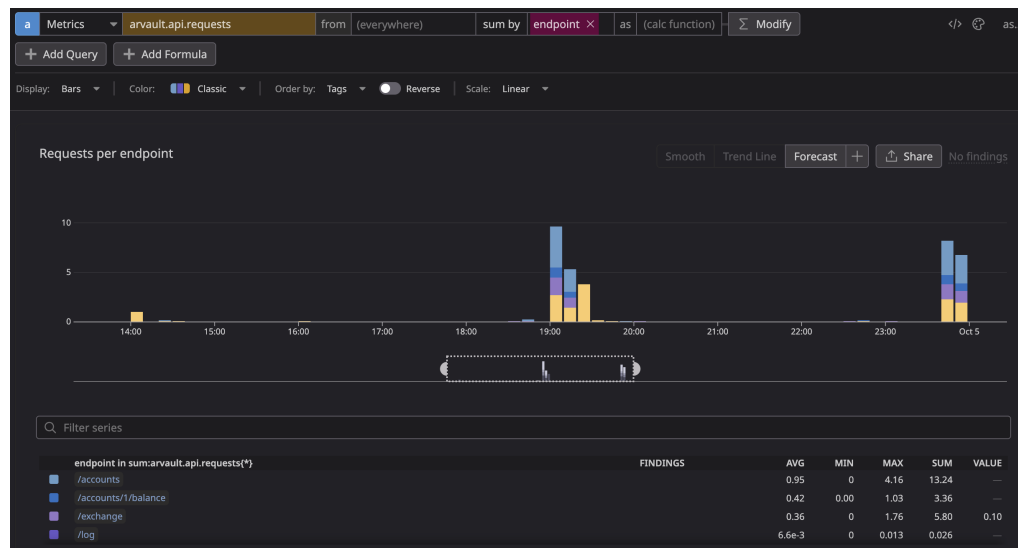 a Metrics arvault.api.requests from (everywhere) sum by endpoint × as (calc function) Σ Modify </> as.
+ Add Query + Add Formula
Display: Bars Color: Classic Order by: Tags Reverse Scale: Linear
Requests per endpoint Smooth Trend Line Forecast + Share No findings
10
5
0
14:00 15:00 16:00 17:00 18:00 19:00 20:00 21:00 22:00 23:00 Oct 5
Filter series
endpoint in sum:arvault.api.requests{*} FINDINGS AVG MIN MAX SUM VALUE
/accounts 0.95 0 4.16 13.24 —
/accounts/1/balance 0.42 0.00 1.03 3.36 —
/exchange 0.36 0 1.76 5.80 0.10
/log 6.6e-3 0 0.013 0.026 —